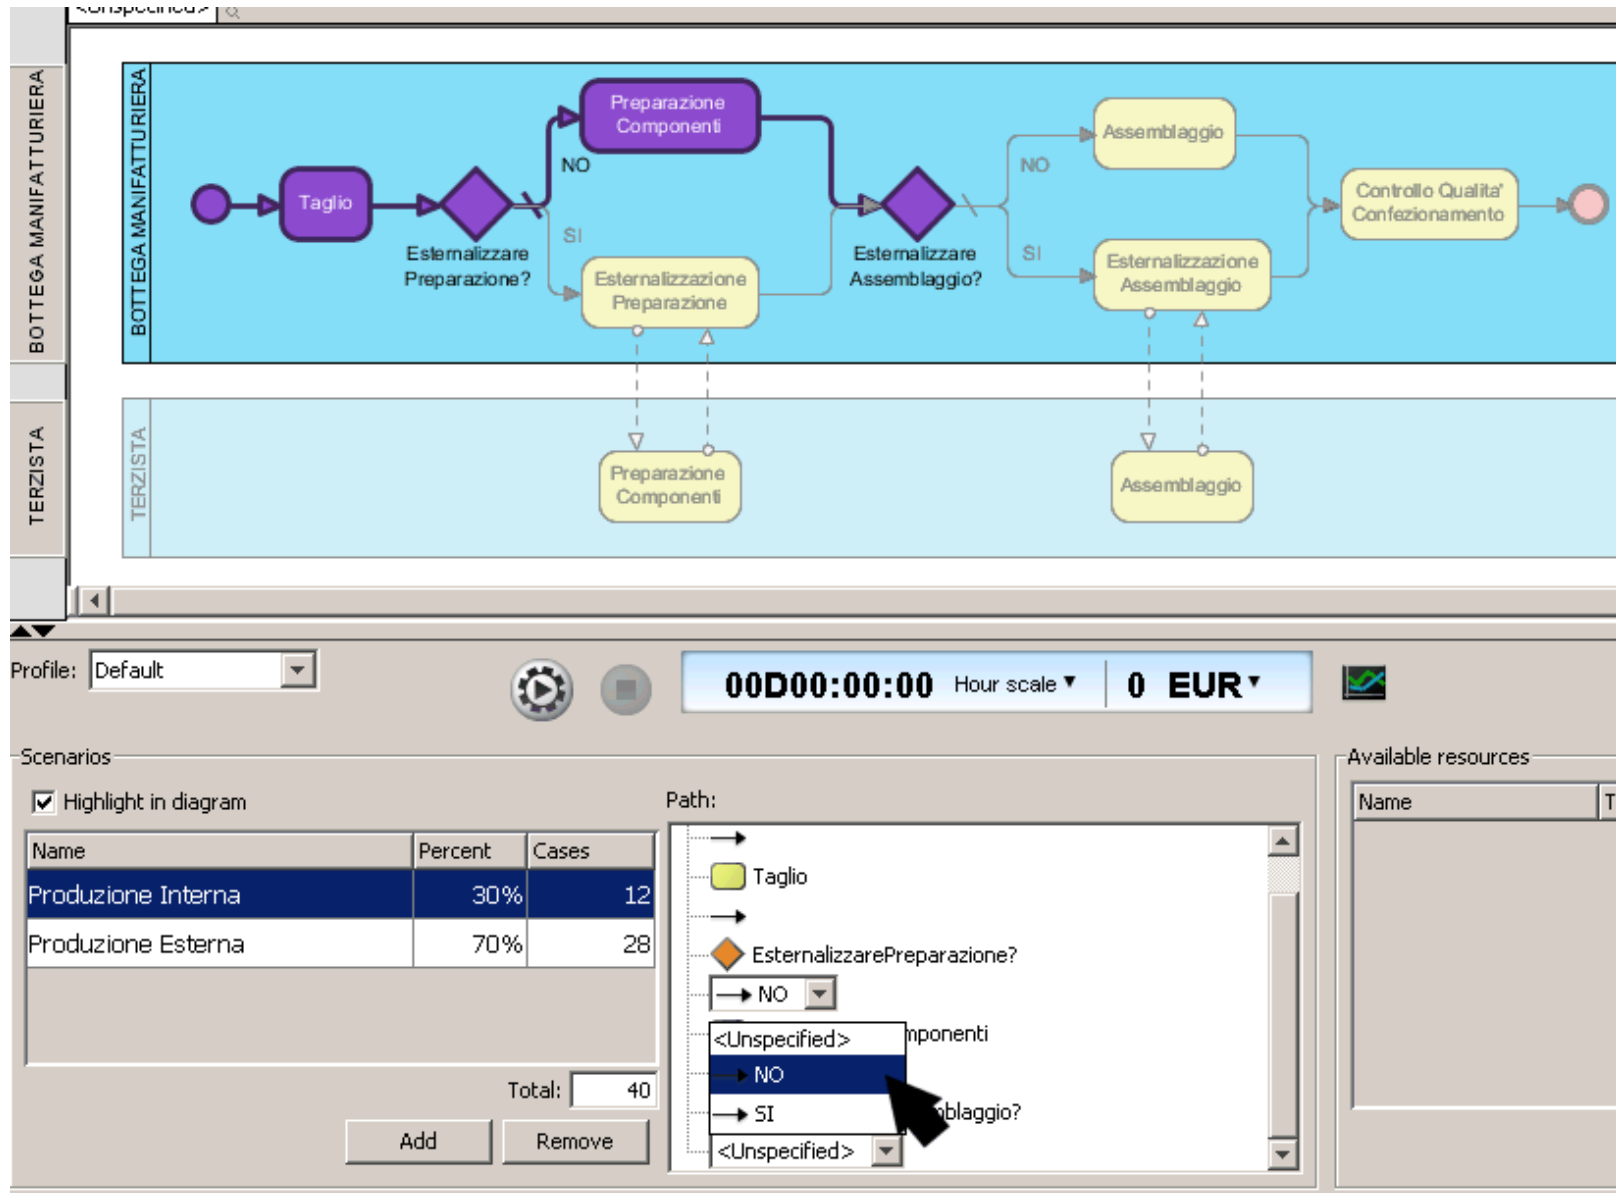 <Unspecified>
BOTTEGA MANIFATTURIERA
BOTTEGA MANIFATTURIERA
Taglio
Esternalizzare
Preparazione?
NO
SI
Preparazione
Componenti
Esternalizzazione
Preparazione
Esternalizzare
Assemblaggio?
NO
SI
Assemblaggio
Esternalizzazione
Assemblaggio
Controllo Qualita'
Confezionamento
TERZISTA
TERZISTA
Preparazione
Componenti
Assemblaggio
Profile: Default
00D00:00:00 Hour scale
0 EUR
Scenarios
Highlight in diagram
Name Percent Cases
Produzione Interna 30% 12
Produzione Esterna 70% 28
Total: 40
Add Remove
Path:
Taglio
EsternalizzarePreparazione?
NO
<Unspecified>
mponenti
NO
SI
blaggio?
<Unspecified>
Available resources
Name T